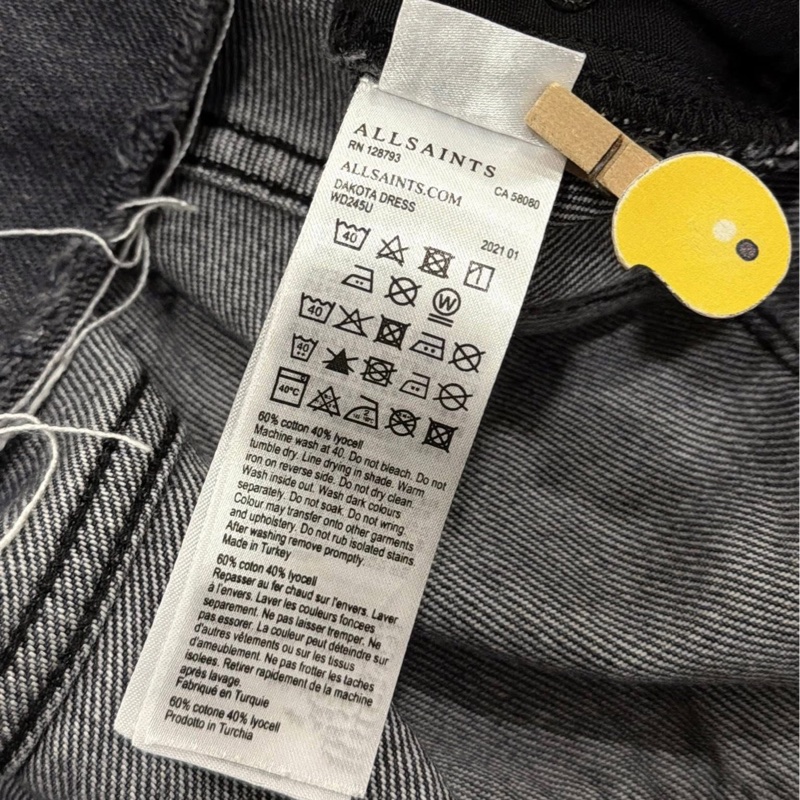 ALLSAINTS
RN 128793
CA 58060
ALLSAINTS.COM
DAKOTA DRESS
WD245U
2021 01
40
W
40
40
40°C
60% cotton 40% lyocell
Machine wash at 40. Do not bleach. Do not
tumble dry. Line drying in shade. Warm
iron on reverse side. Do not dry clean.
Wash inside out. Wash dark colours
separately. Do not soak. Do not wring.
Colour may transfer onto other garments
and upholstery. Do not rub isolated stains.
After washing remove promptly.
Made in Turkey
60% coton 40% lyocell
Repasser au fer chaud sur l'envers. Laver
à l'envers. Laver les couleurs foncées
separement. Ne pas laisser tremper. Ne
pas essorer. La couleur peut déteindre sur
d'autres vêtements ou sur les tissus
d'ameublement. Ne pas frotter les taches
isolées. Retirer rapidement de la machine
après lavage.
Fabriqué en Turquie
60% cotone 40% lyocell
Prodotto in Turchia